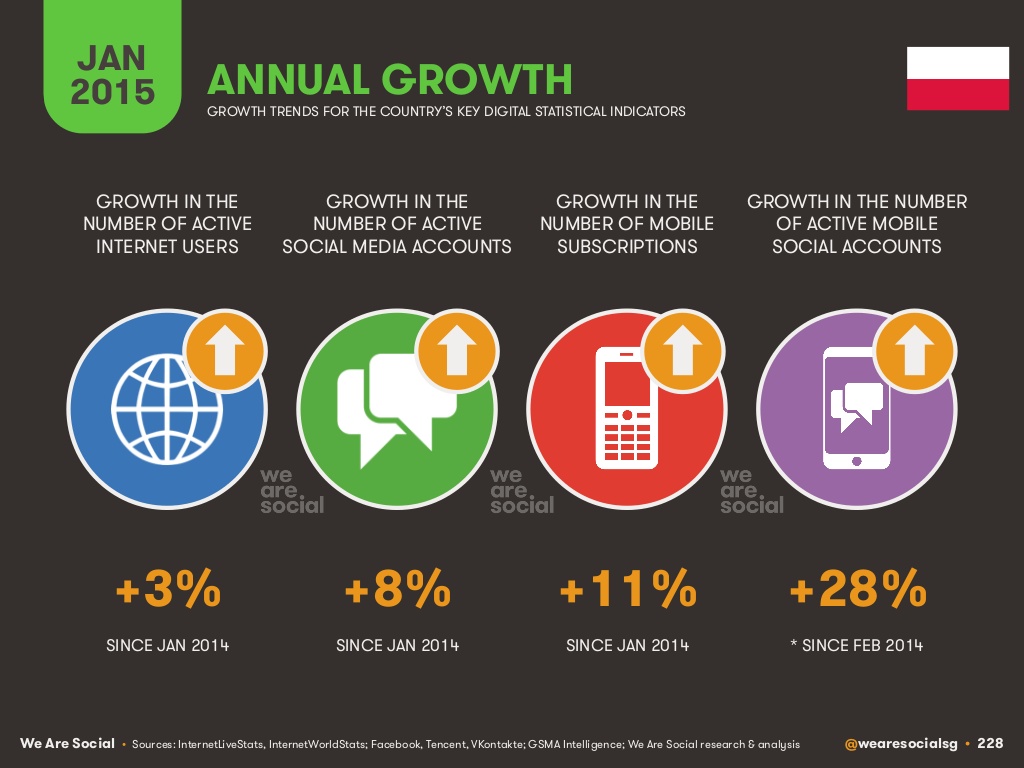 JAN
2015
ANNUAL GROWTH
GROWTH TRENDS FOR THE COUNTRY'S KEY DIGITAL STATISTICAL INDICATORS
GROWTH IN THE
NUMBER OF ACTIVE
INTERNET USERS
GROWTH IN THE
NUMBER OF ACTIVE
SOCIAL MEDIA ACCOUNTS
GROWTH IN THE
NUMBER OF MOBILE
SUBSCRIPTIONS
GROWTH IN THE NUMBER
OF ACTIVE MOBILE
SOCIAL ACCOUNTS
we
are
social
we
are
social
we
are
social
+3%
+8%
+11%
+28%
SINCE JAN 2014
SINCE JAN 2014
SINCE JAN 2014
* SINCE FEB 2014
We Are Social • Sources: InternetLiveStats, InternetWorldStats; Facebook, Tencent, VKontakte; GSMA Intelligence; We Are Social research & analysis
@wearesocialsg • 228